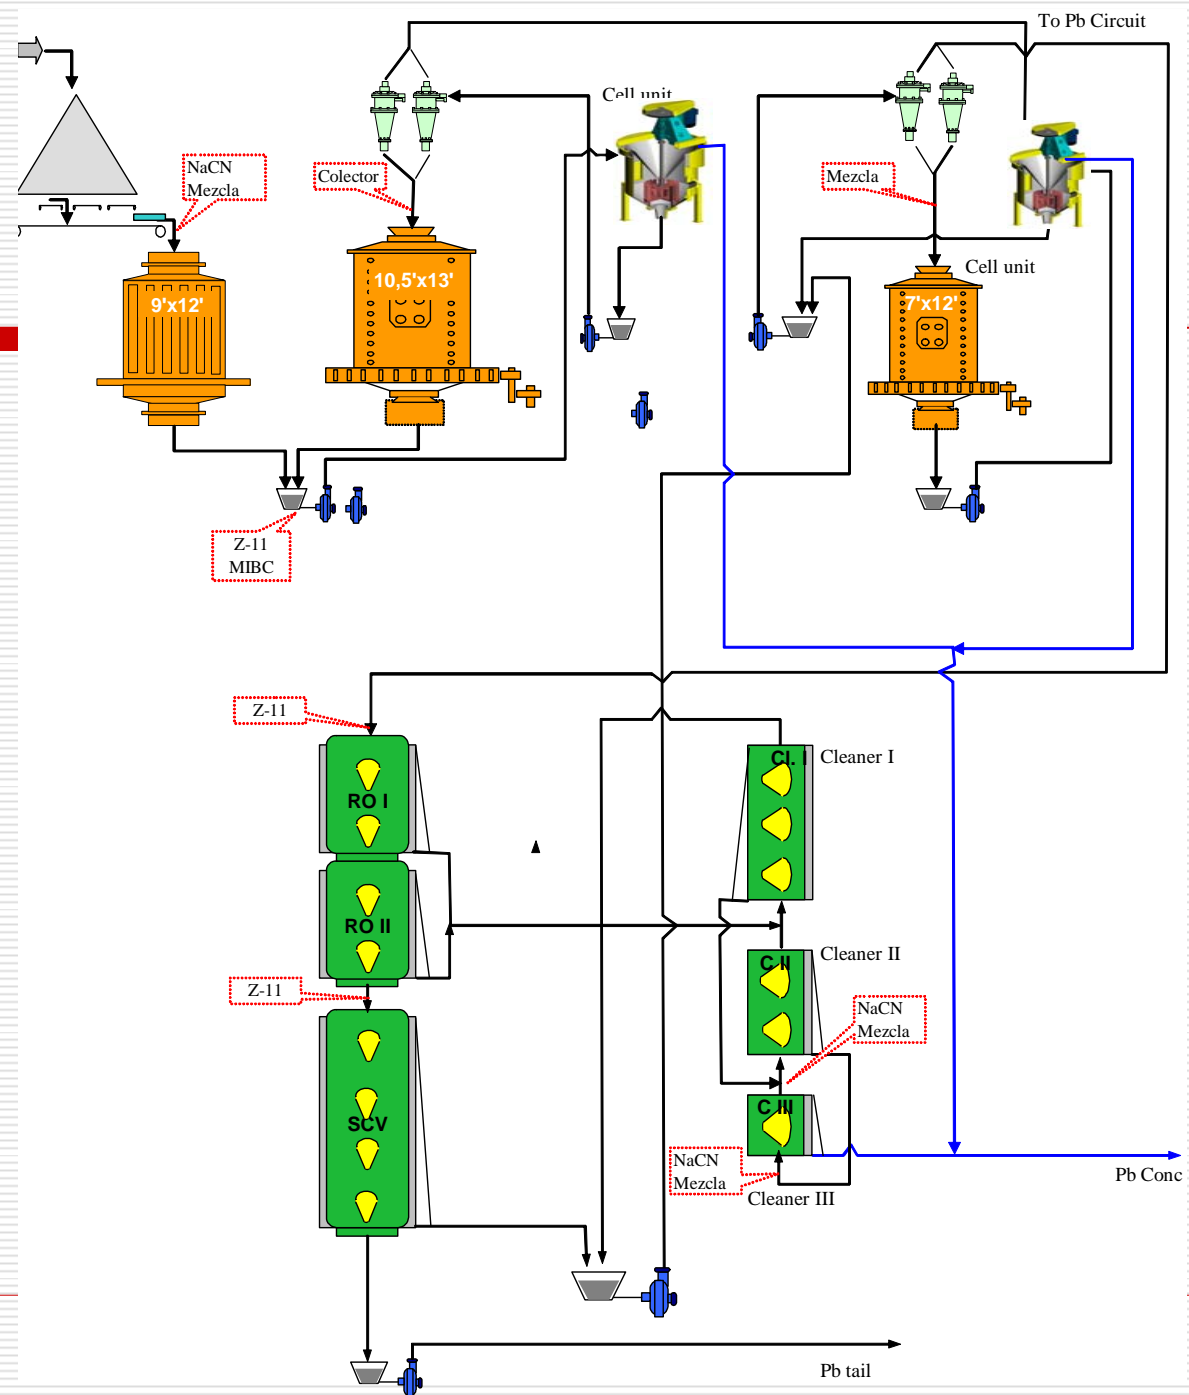 To Pb Circuit
Cell unit
NaCN
Mezcla
Colector
Mezcla
Cell unit
9'x12'
10,5'x13'
7'x12'
Z-11
MIBC
Z-11
RO I
Cl. I
Cleaner I
RO II
C II
Cleaner II
Z-11
NaCN
Mezcla
SCV
C III
NaCN
Mezcla
Cleaner III
Pb Conc
Pb tail